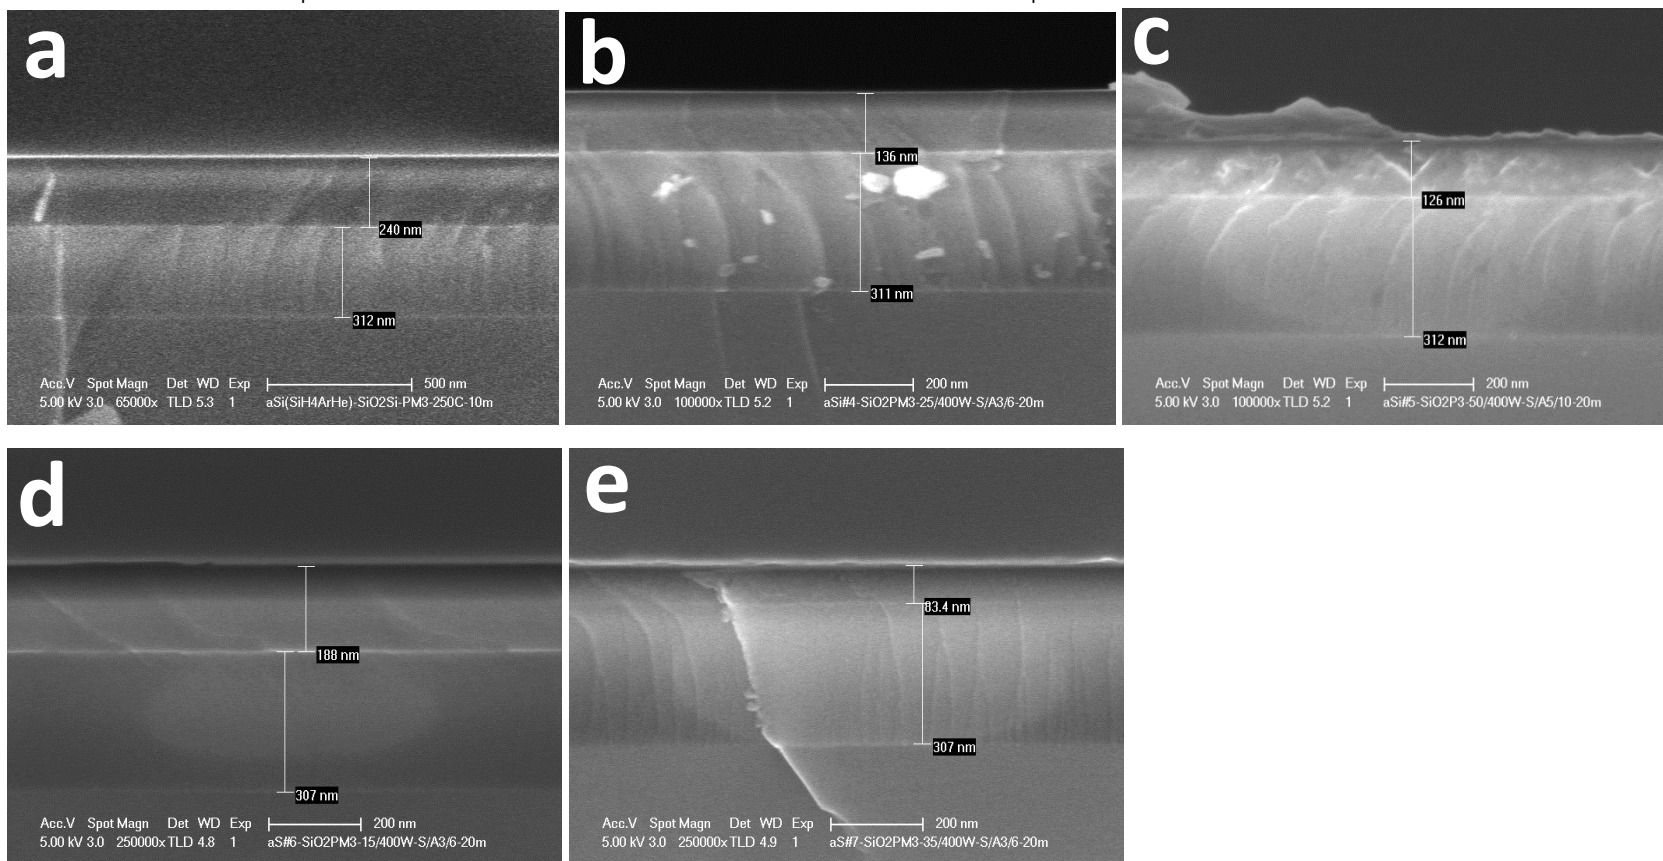 a
240 nm
312 nm
Acc.V Spot Magn Det WD Exp 500 nm
5.00 kV 3.0 65000x TLD 5.3 1 aSi(SiH4ArHe)-SiO2Si-PM3-250C-10m
b
136 nm
311 nm
Acc.V Spot Magn Det WD Exp 200 nm
5.00 kV 3.0 100000x TLD 5.2 1 aSi#4-SiO2PM3-25/400W-S/A3/6-20m
c
126 nm
312 nm
Acc.V Spot Magn Det WD Exp 200 nm
5.00 kV 3.0 100000x TLD 5.2 1 aSi#5-SiO2P3-50/400W-S/A5/10-20m
d
188 nm
307 nm
Acc.V Spot Magn Det WD Exp 200 nm
5.00 kV 3.0 250000x TLD 4.8 1 aS#6-SiO2PM3-15/400W-S/A3/6-20m
e
83.4 nm
307 nm
Acc.V Spot Magn Det WD Exp 200 nm
5.00 kV 3.0 250000x TLD 4.9 1 aS#7-SiO2PM3-35/400W-S/A3/6-20m